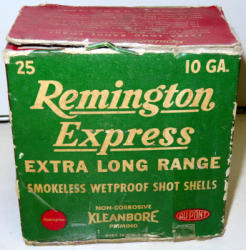 25 10 GA.
Remington
Express
EXTRA LONG RANGE
SMOKELESS WETPROOF SHOT SHELLS
NON-CORROSIVE
KLEANBORE
PRIMING
DU PONT